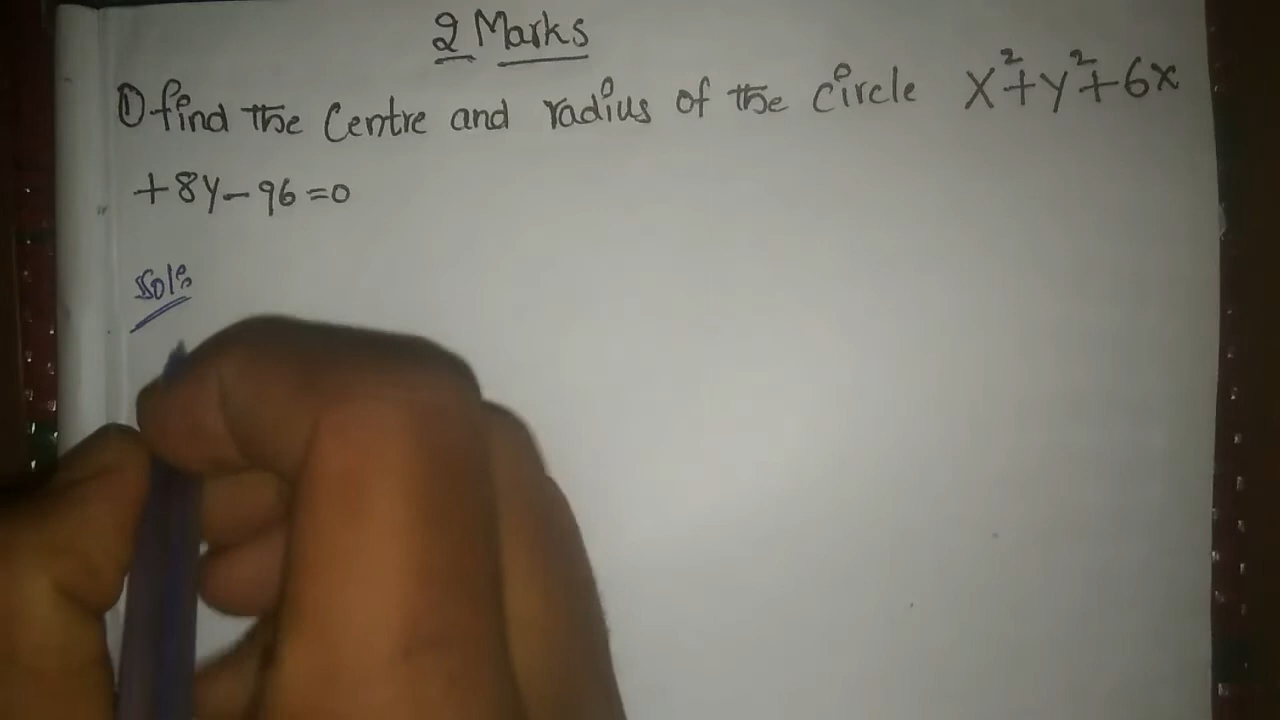 2 Marks
① find the Centre and radius of the circle x²+y²+6x
+8y-96=0
Sol: